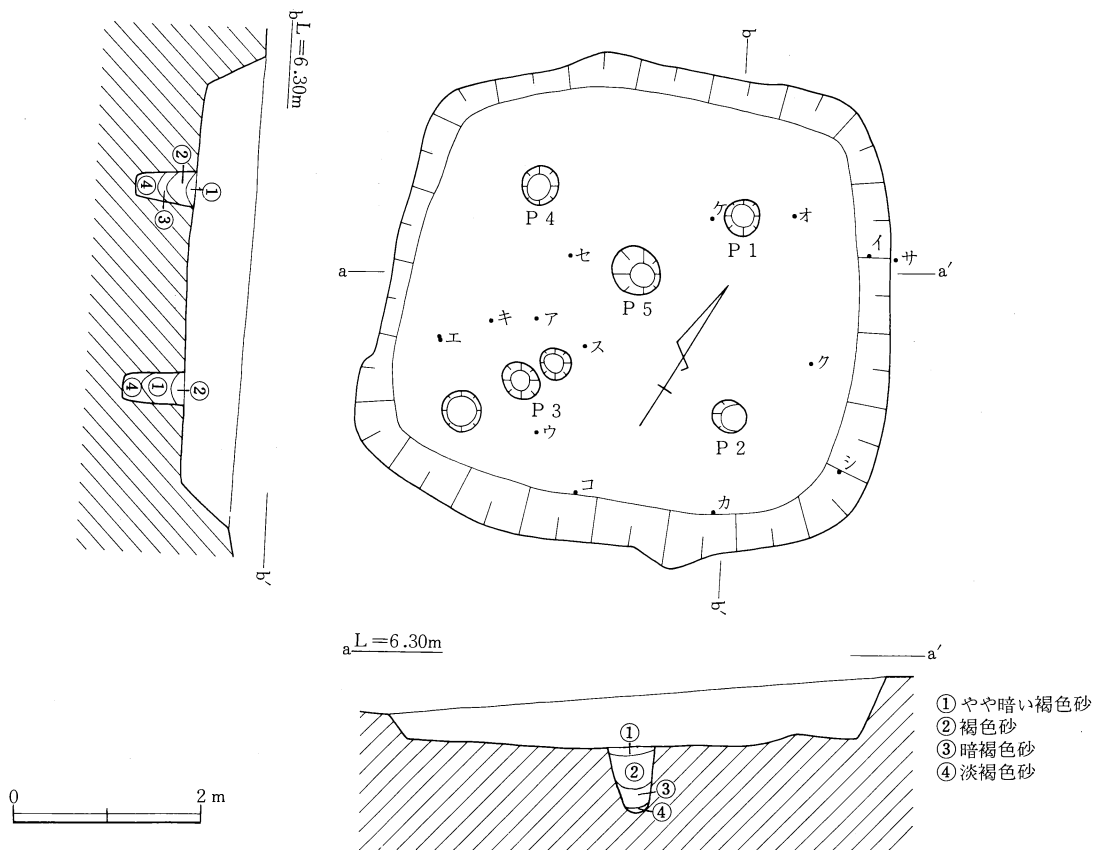 b L=6.30m
②
④
①
③
④
①
②
b′
b
P 4
ケ
オ
P 1
イ
サ
セ
a
a′
P 5
キ
ア
エ
ス
ク
P 3
ウ
P 2
シ
コ
カ
b′
a L=6.30m
a′
①
②
③
④
①やや暗い褐色砂
②褐色砂
③暗褐色砂
④淡褐色砂
0 2 m